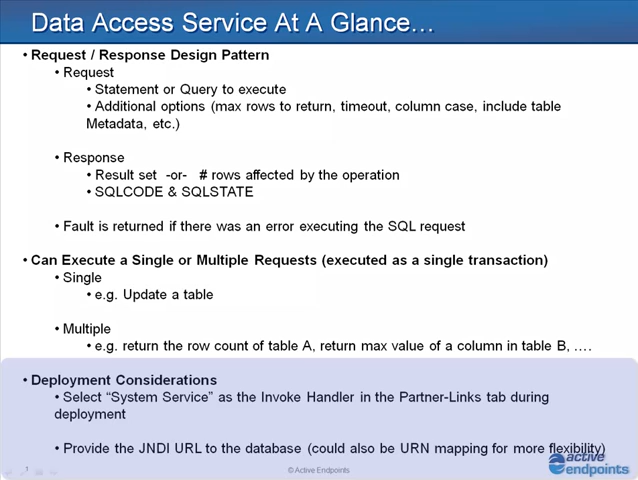 Data Access Service At A Glance…
• Request / Response Design Pattern
• Request
• Statement or Query to execute
• Additional options (max rows to return, timeout, column case, include table
Metadata, etc.)
• Response
• Result set -or- # rows affected by the operation
• SQLCODE & SQLSTATE
• Fault is returned if there was an error executing the SQL request
• Can Execute a Single or Multiple Requests (executed as a single transaction)
• Single
• e.g. Update a table
• Multiple
• e.g. return the row count of table A, return max value of a column in table B, ….
• Deployment Considerations
• Select “System Service” as the Invoke Handler in the Partner-Links tab during
deployment
• Provide the JNDI URL to the database (could also be URN mapping for more flexibility)
1
© Active Endpoints
active
endpoints